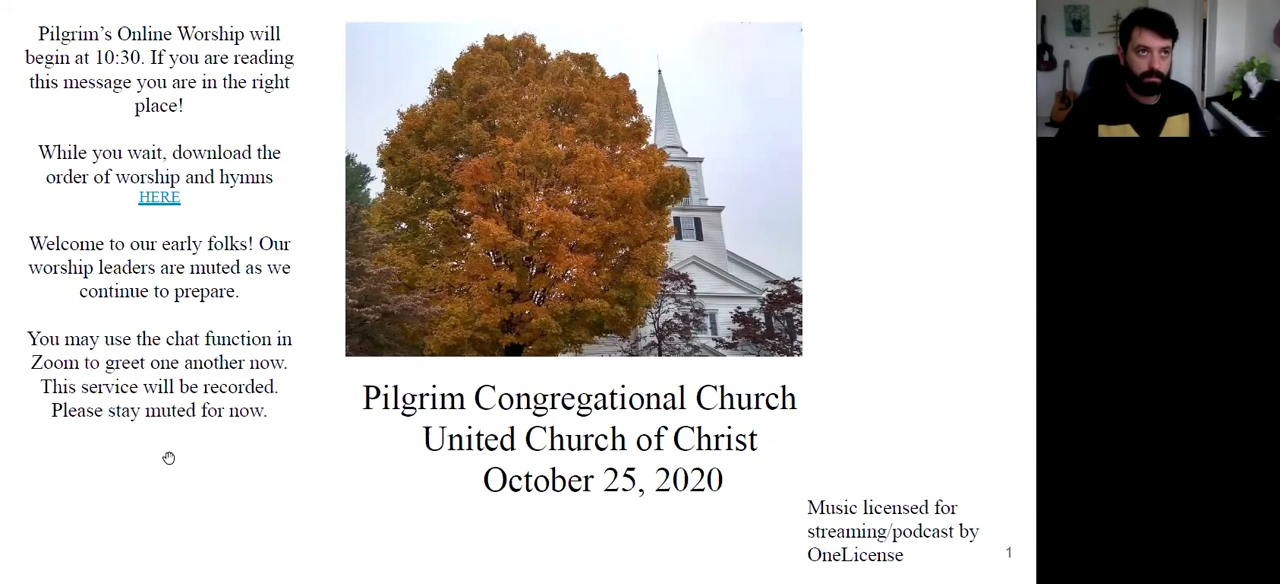 Pilgrim’s Online Worship will
begin at 10:30. If you are reading
this message you are in the right
place!
While you wait, download the
order of worship and hymns
HERE
Welcome to our early folks! Our
worship leaders are muted as we
continue to prepare.
You may use the chat function in
Zoom to greet one another now.
This service will be recorded.
Please stay muted for now.
Pilgrim Congregational Church
United Church of Christ
October 25, 2020
Music licensed for
streaming/podcast by
OneLicense
1